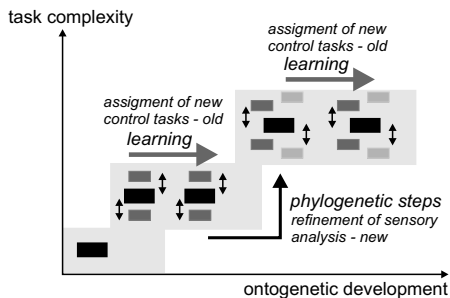 task complexity
assigment of new
control tasks - old
learning
assigment of new
control tasks - old
learning
phylogenetic steps
refinement of sensory
analysis - new
ontogenetic development